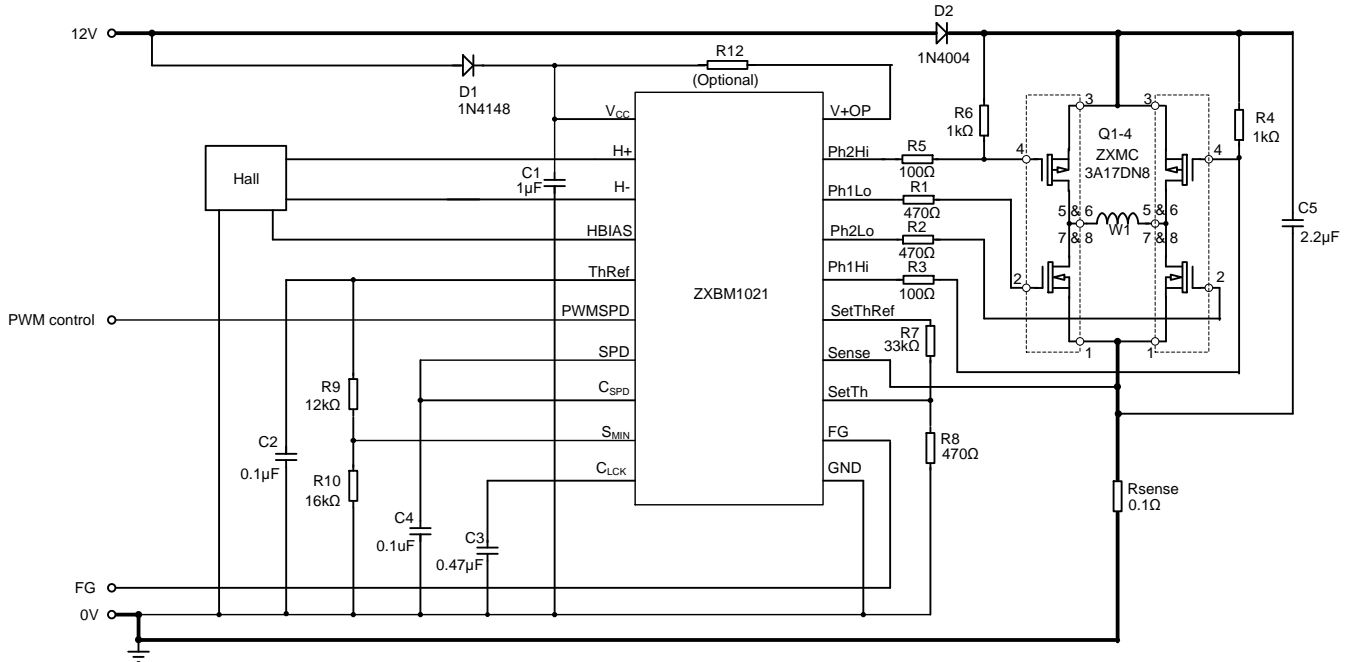 D2
12V
1N4004
R12
(Optional)
D1
1N4148
VCC
V+OP
R6
1kΩ
3
3
R4
1kΩ
Q1-4
ZXMC
3A17DN8
H+
Ph2Hi
R5
100Ω
4
4
Hall
C1
1µF
H-
Ph1Lo
R1
470Ω
5 & 6
7 & 8
W1
5 & 6
7 & 8
C5
2.2µF
HBIAS
Ph2Lo
R2
470Ω
ThRef
Ph1Hi
R3
100Ω
2
2
ZXBM1021
PWM control
PWMSPD
SetThRef
R7
33kΩ
1
1
SPD
Sense
R9
12kΩ
CSPD
SetTh
C2
0.1µF
SMIN
FG
R8
470Ω
R10
16kΩ
CLCK
GND
Rsense
0.1Ω
C4
0.1uF
C3
0.47µF
FG
0V